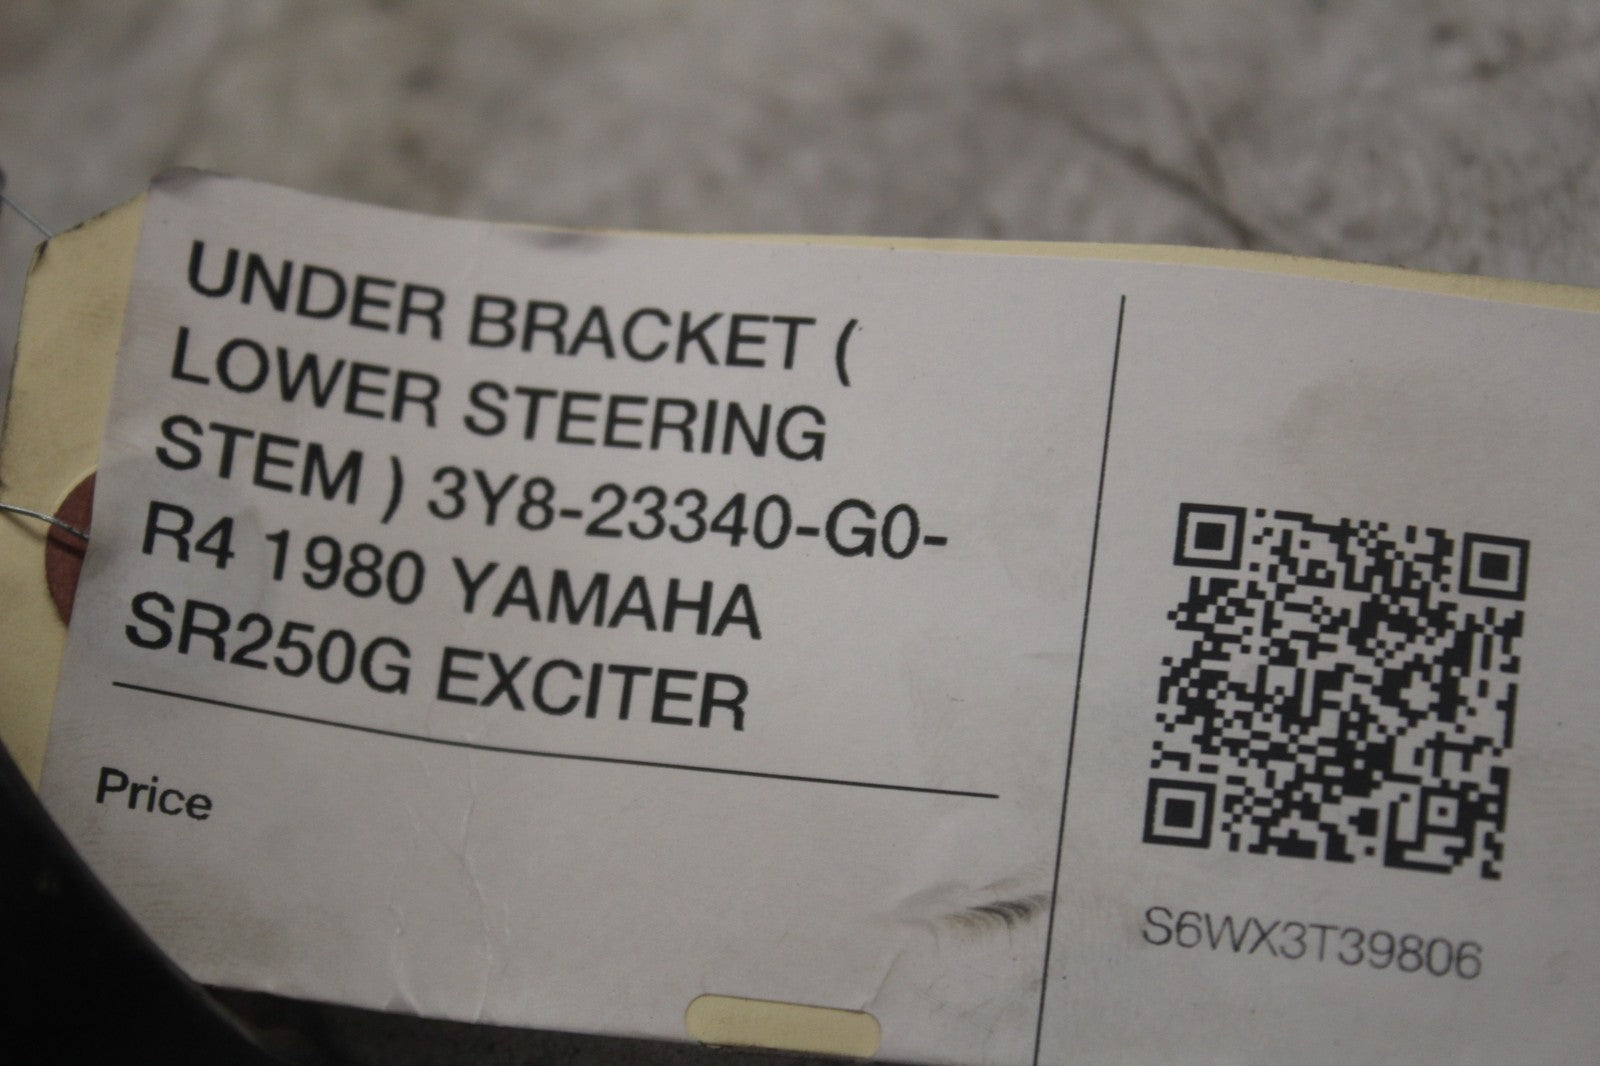 UNDER BRACKET (
LOWER STEERING
STEM ) 3Y8-23340-G0-
R4 1980 YAMAHA
SR250G EXCITER
Price
S6WX3T39806